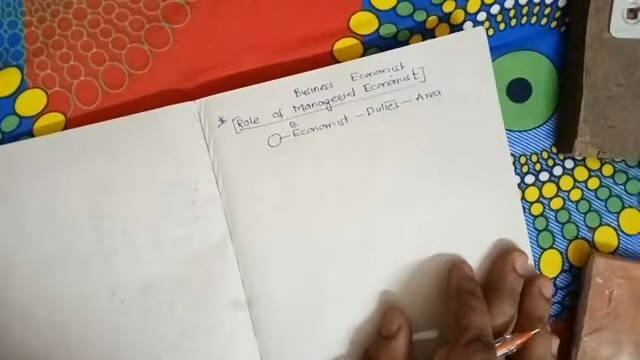 Business Economist
* [Role of Managerial Economist]
B
Economist - Duties - Area